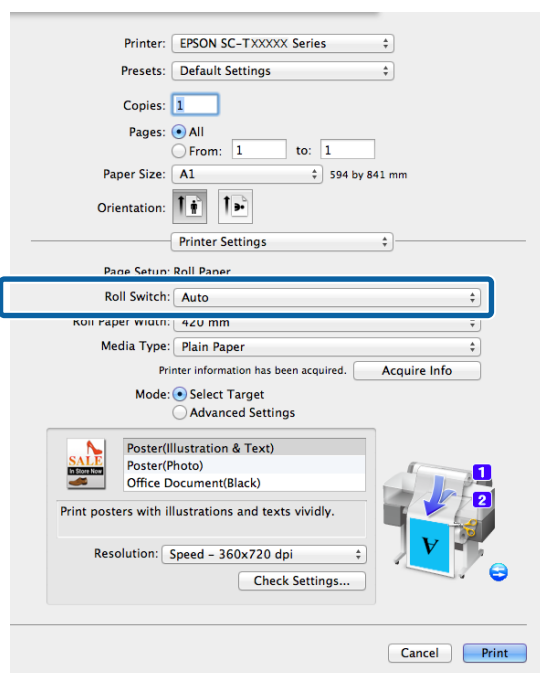 Printer: EPSON SC-TXXXXX Series
Presets: Default Settings
Copies: 1
Pages: All
From: 1 to: 1
Paper Size: A1 594 by 841 mm
Orientation:
Printer Settings
Page Setup: Roll Paper
Roll Switch: Auto
Roll Paper Width: 420 mm
Media Type: Plain Paper
Printer information has been acquired. Acquire Info
Mode: Select Target
Advanced Settings
SALE
In Store Now
Poster(Illustration & Text)
Poster(Photo)
Office Document(Black)
Print posters with illustrations and texts vividly.
Resolution: Speed – 360x720 dpi
Check Settings...
1
2
A
Cancel Print